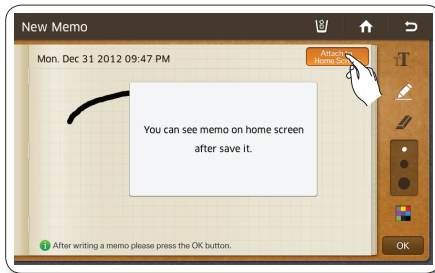 New Memo
Mon. Dec 31 2012 09:47 PM
Attach to
Home Screen
T
You can see memo on home screen
after save it.
After writing a memo please press the OK button.
OK